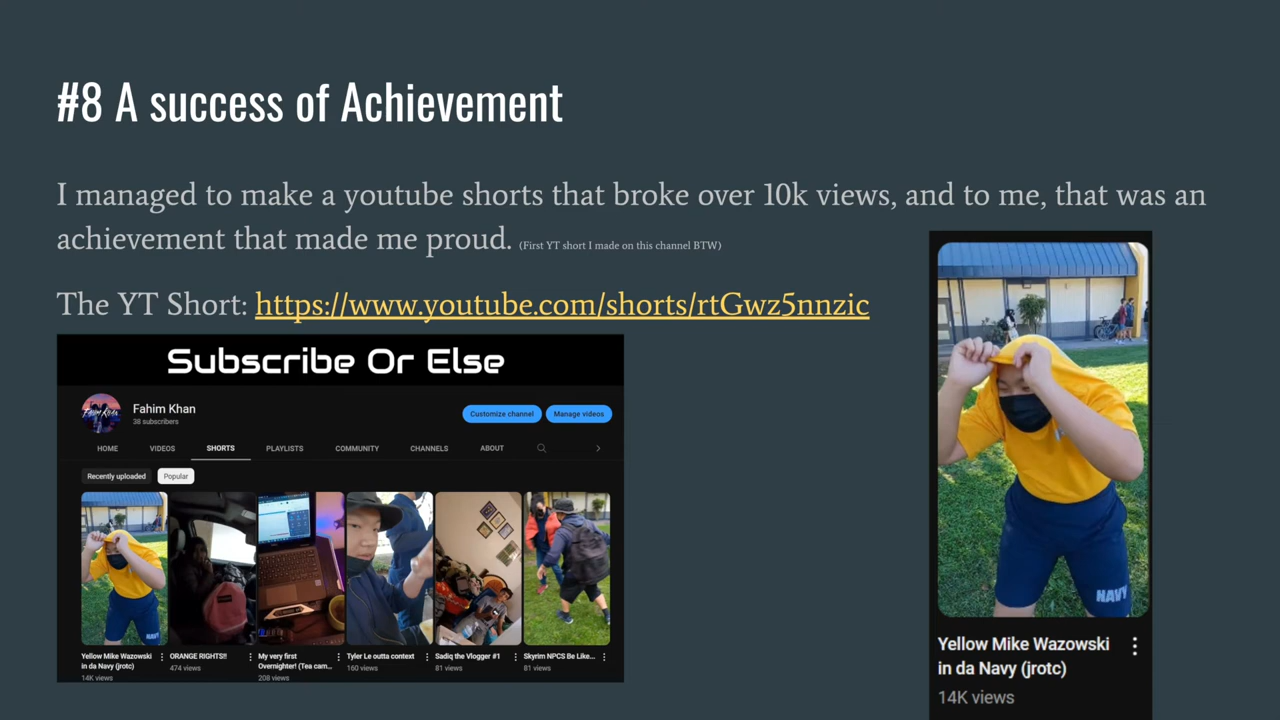 #8 A success of Achievement
I managed to make a youtube shorts that broke over 10k views, and to me, that was an
achievement that made me proud. (First YT short I made on this channel BTW)
The YT Short: https://www.youtube.com/shorts/rtGwz5nnzic
Subscribe Or Else
FAHIM KHAN
Fahim Khan
38 subscribers
Customize channel
Manage videos
HOME VIDEOS SHORTS PLAYLISTS COMMUNITY CHANNELS ABOUT
Recently uploaded Popular
NAVY
Yellow Mike Wazowski
in da Navy (jrotc)
14K views
ORANGE RIGHTS!!
474 views
My very first
Overnighter! (Tea cam...
208 views
Tyler Le outta context
160 views
Sadiq the Vlogger #1
81 views
Skyrim NPCS Be Like...
81 views
NAVY
Yellow Mike Wazowski
in da Navy (jrotc)
14K views